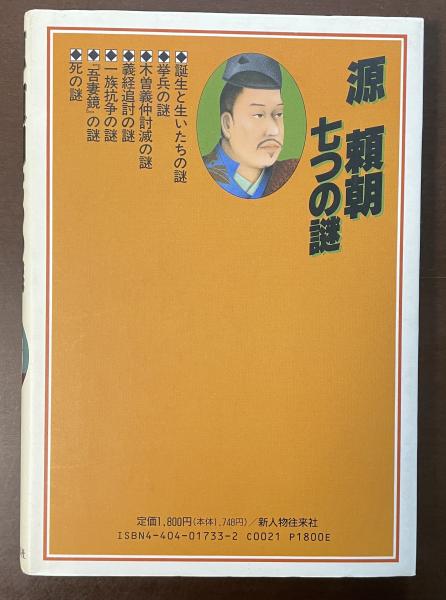 源 頼朝
七つの謎
◆誕生と生いたちの謎
◆挙兵の謎
◆木曽義仲討滅の謎
◆義経追討の謎
◆一族抗争の謎
◆『吾妻鏡』の謎
◆死の謎
定価1,800円(本体1,748円)/新人物往来社
ISBN4-404-01733-2 C0021 P1800E